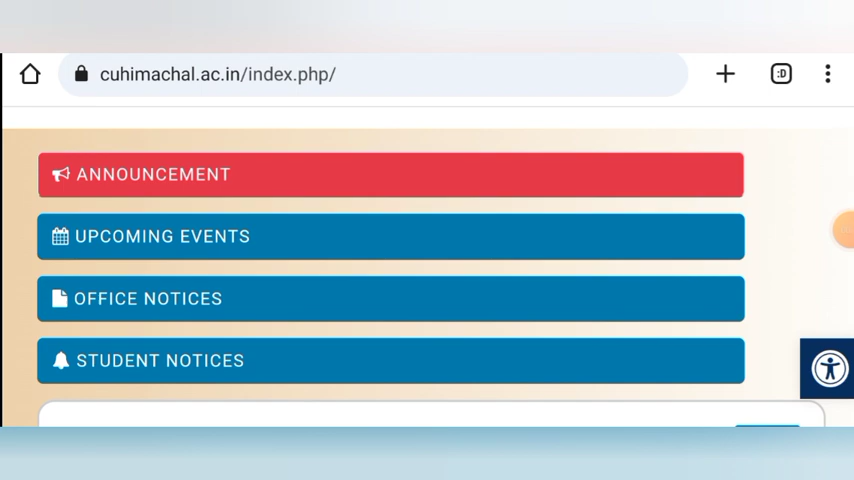 cuhimachal.ac.in/index.php/
:D
ANNOUNCEMENT
UPCOMING EVENTS
OFFICE NOTICES
STUDENT NOTICES